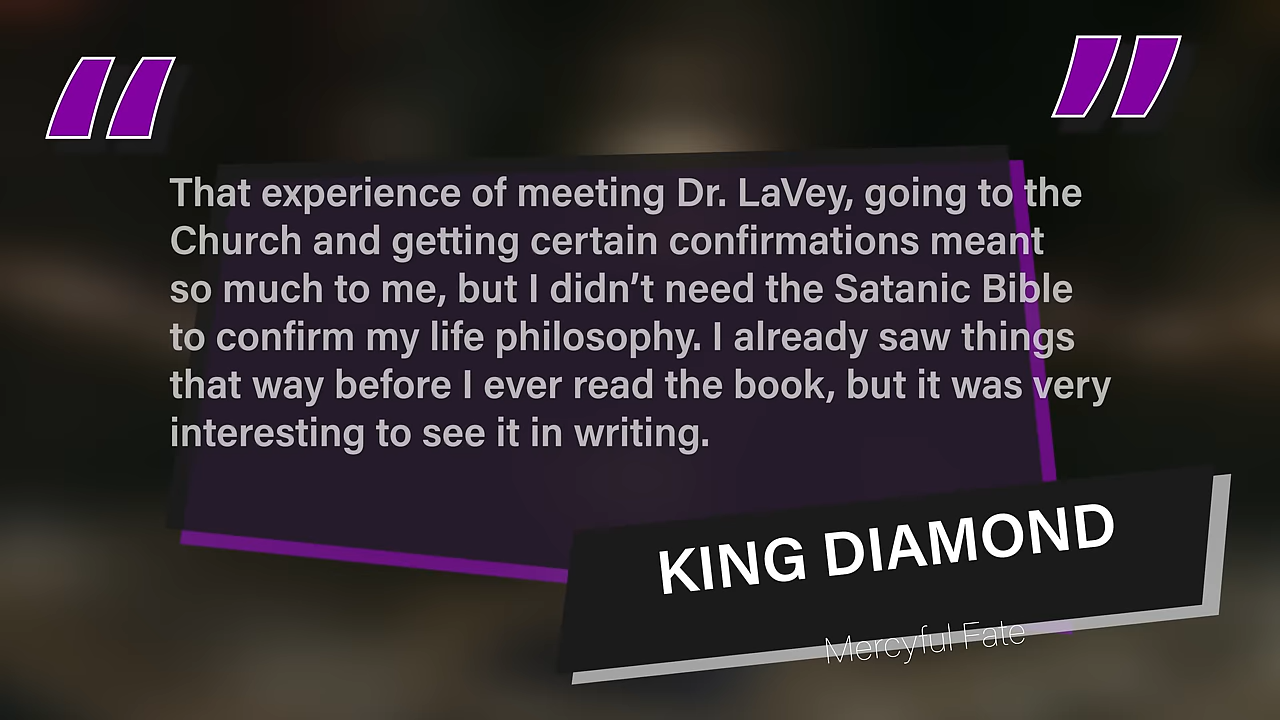 That experience of meeting Dr. LaVey, going to the
Church and getting certain confirmations meant
so much to me, but I didn’t need the Satanic Bible
to confirm my life philosophy. I already saw things
that way before I ever read the book, but it was very
interesting to see it in writing.
KING DIAMOND
Mercyful Fate